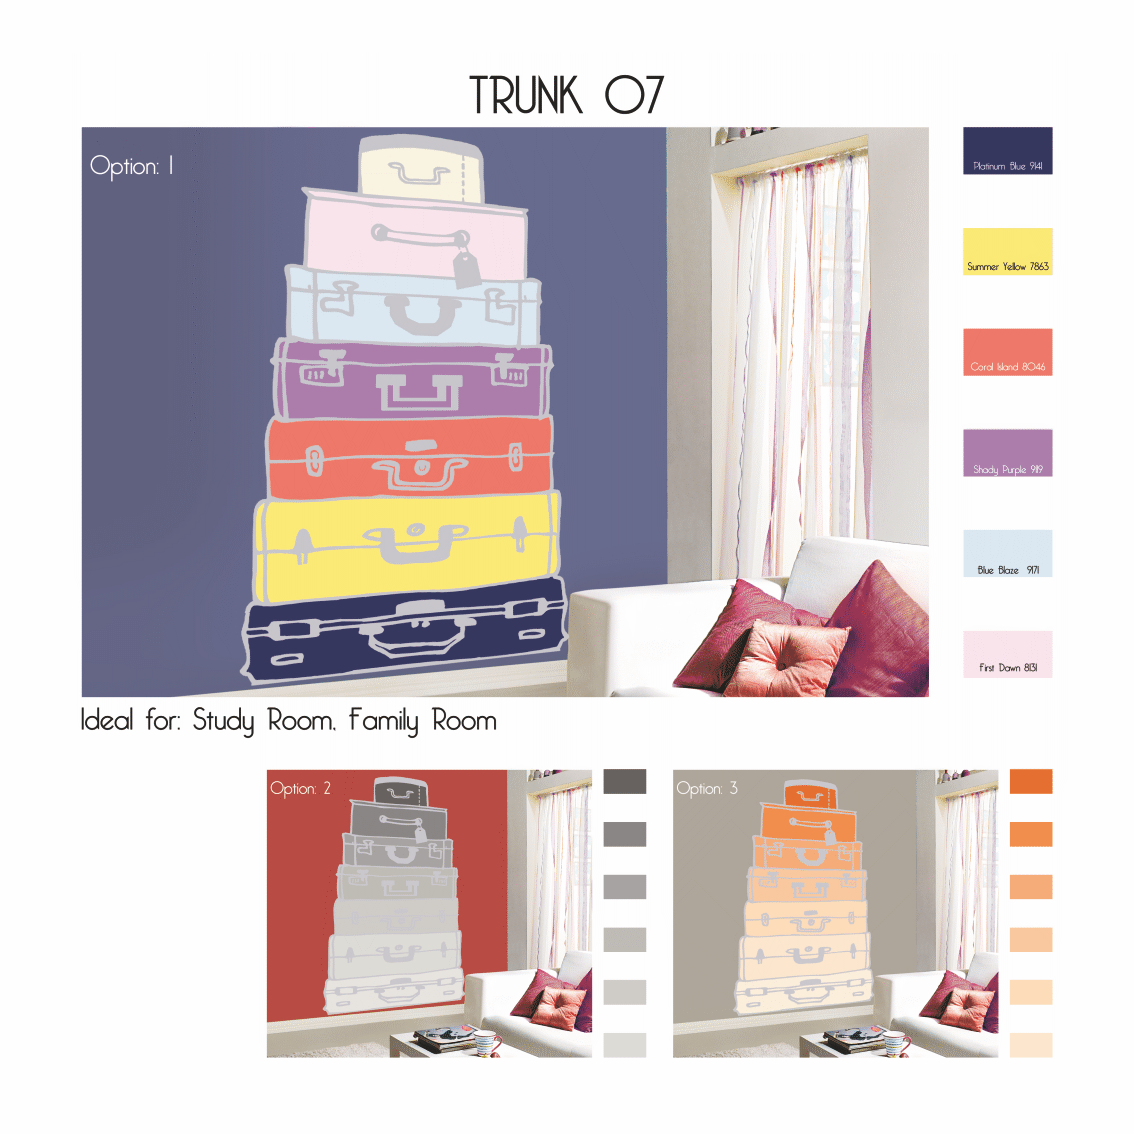 TRUNK 07
Option: 1
Platinum Blue 9141
Summer Yellow 7863
Coral Island 8046
Shady Purple 9119
Blue Blaze 9171
First Dawn 8131
Ideal for: Study Room, Family Room
Option: 2
Option: 3